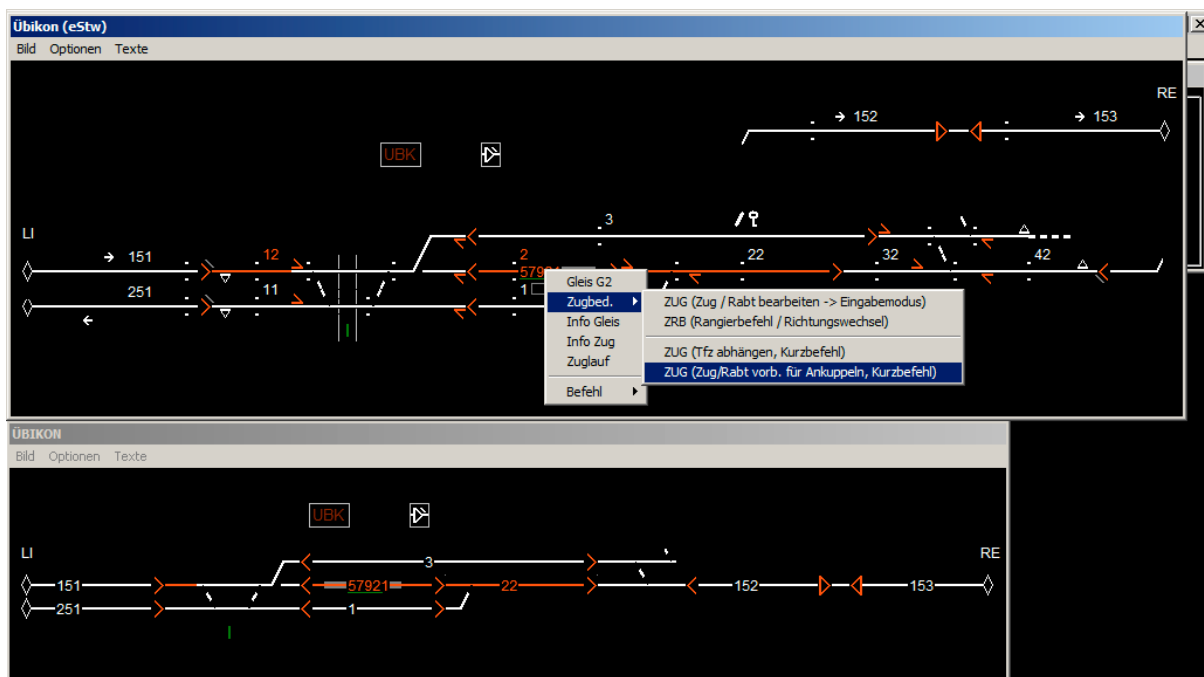 Übikon (eStw)
Bild Optionen Texte
RE
152 153
UBK
LI
3
151 12 2 22 32 42
251 11 1
Gleis G2
Zugbed.
Info Gleis
Info Zug
Zuglauf
Befehl
ZUG (Zug / Rabt bearbeiten -> Eingabemodus)
ZRB (Rangierbefehl / Richtungswechsel)
ZUG (Tfz abhängen, Kurzbefehl)
ZUG (Zug/Rabt vorb. für Ankuppeln, Kurzbefehl)
ÜBIKON
Bild Optionen Texte
UBK
LI RE
3
151 57921 22 152 153
251 1